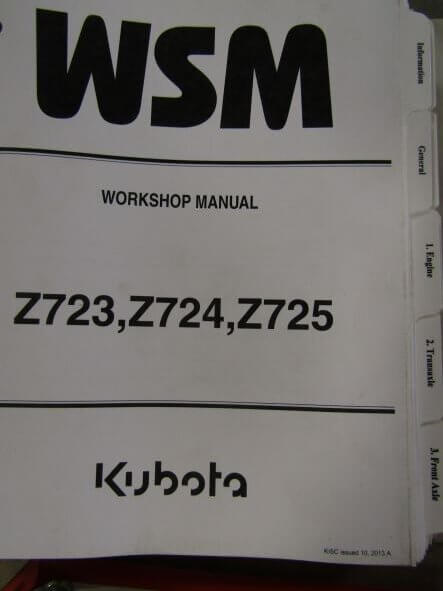 WSM
WORKSHOP MANUAL
Z723,Z724,Z725
Kubota
KiSC issued 10, 2013 A
Information
General
1. Engine
2. Transaxle
3. Front Axle